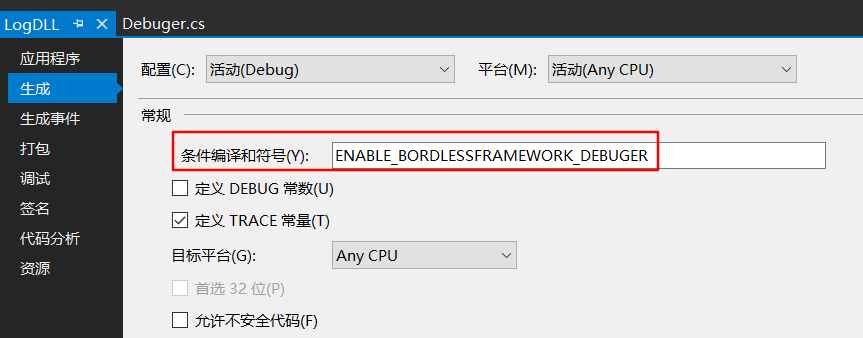 LogDLL Debuger.cs
应用程序
生成
生成事件
打包
调试
签名
代码分析
资源
配置(C): 活动(Debug) 平台(M): 活动(Any CPU)
常规
条件编译和符号(Y): ENABLE_BORDLESSFRAMEWORK_DEBUGER
定义 DEBUG 常数(U)
定义 TRACE 常量(T)
目标平台(G): Any CPU
首选 32 位(P)
允许不安全代码(F)